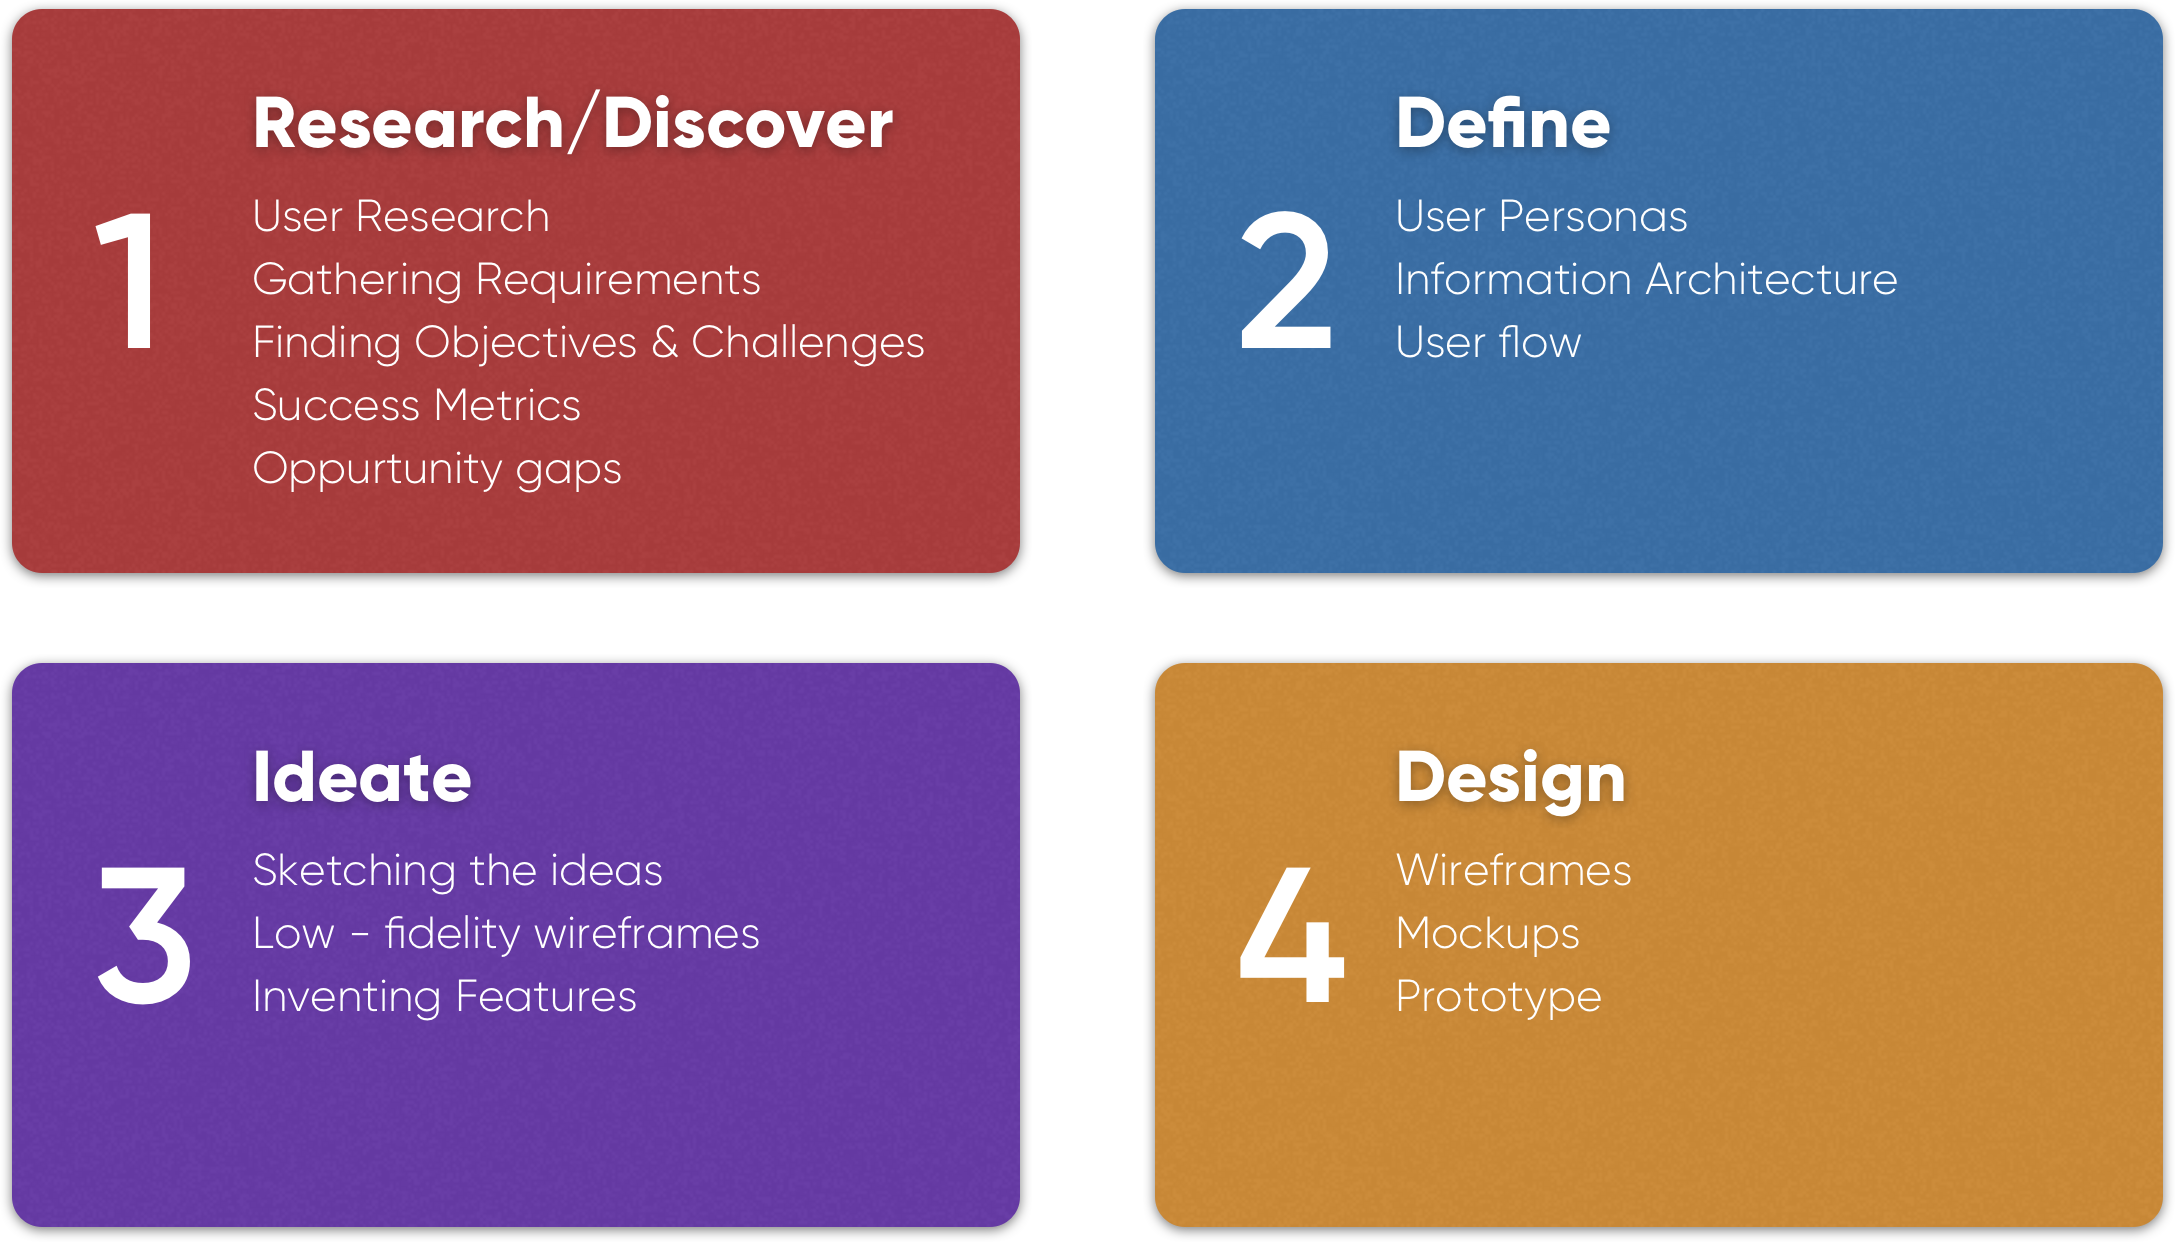 1
Research/Discover
User Research
Gathering Requirements
Finding Objectives & Challenges
Success Metrics
Oppurtunity gaps
2
Define
User Personas
Information Architecture
User flow
3
Ideate
Sketching the ideas
Low - fidelity wireframes
Inventing Features
4
Design
Wireframes
Mockups
Prototype